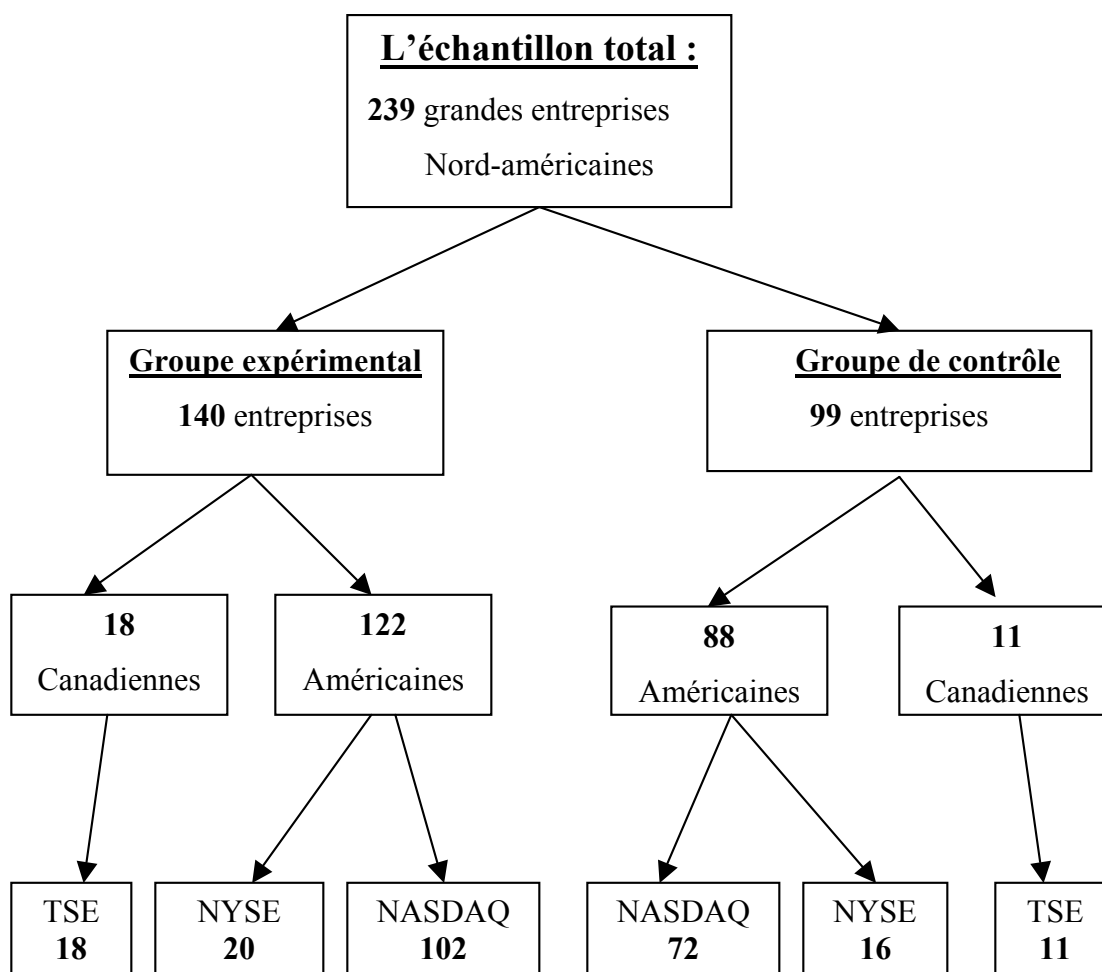 L’échantillon total :
239 grandes entreprises
Nord-américaines
Groupe expérimental
140 entreprises
Groupe de contrôle
99 entreprises
18
Canadiennes
122
Américaines
88
Américaines
11
Canadiennes
TSE
18
NYSE
20
NASDAQ
102
NASDAQ
72
NYSE
16
TSE
11